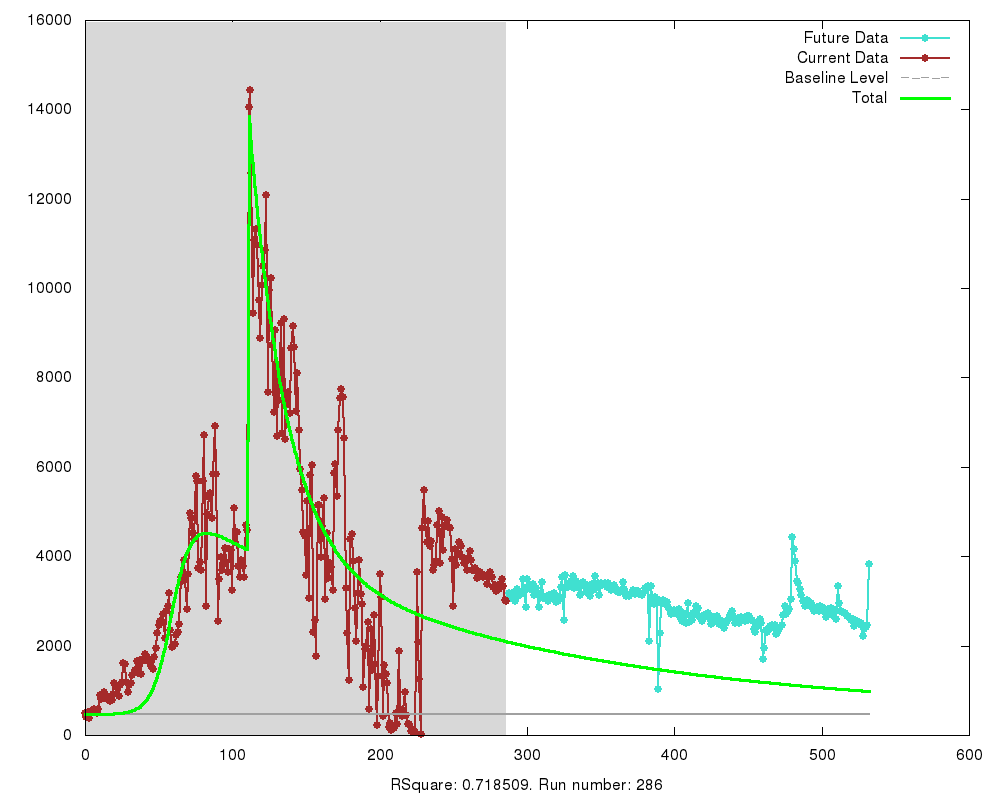 16000
14000
12000
10000
8000
6000
4000
2000
0
Future Data
Current Data
Baseline Level
Total
0 100 200 300 400 500 600
RSquare: 0.718509. Run number: 286